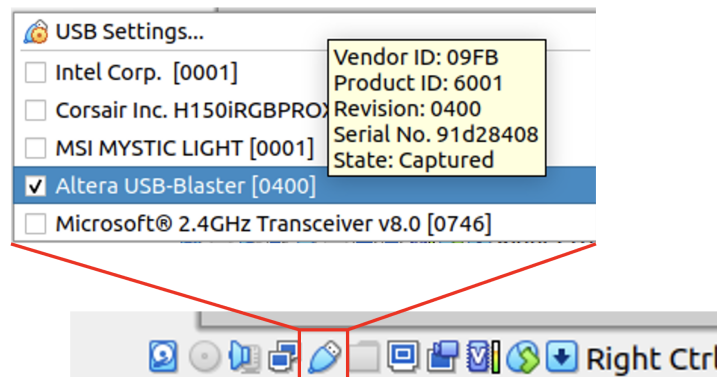 USB Settings...
Intel Corp. [0001]
Corsair Inc. H150iRGBPROX
MSI MYSTIC LIGHT [0001]
Altera USB-Blaster [0400]
Microsoft® 2.4GHz Transceiver v8.0 [0746]
Vendor ID: 09FB
Product ID: 6001
Revision: 0400
Serial No. 91d28408
State: Captured
Right Ctrl